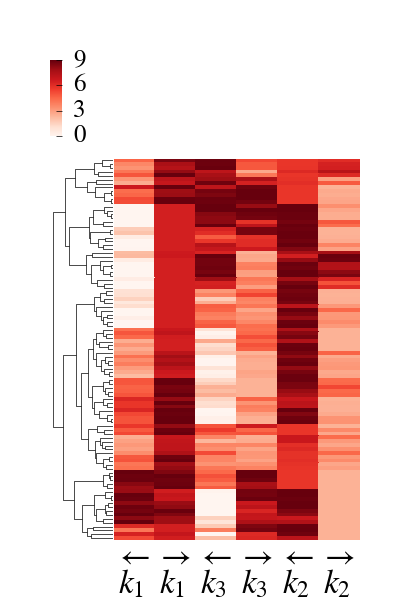 9
6
3
0
← → ← → ← →
k₁ k₁ k₃ k₃ k₂ k₂